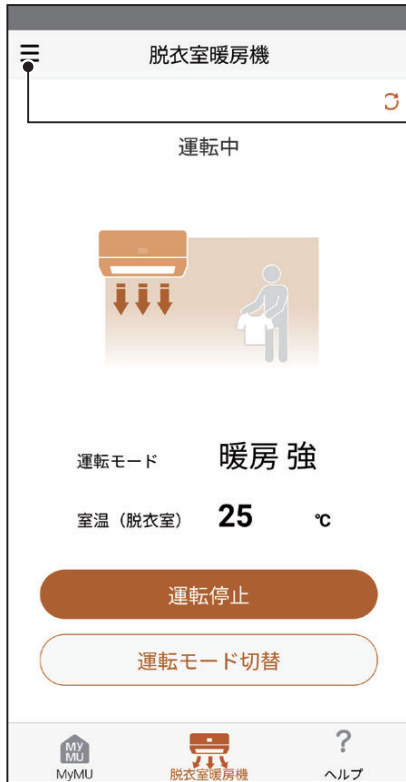 脱衣室暖房機
運転中
運転モード 暖房 強
室温（脱衣室） 25 ℃
運転停止
運転モード切替
MY
MU
MyMU 脱衣室暖房機 ? ヘルプ